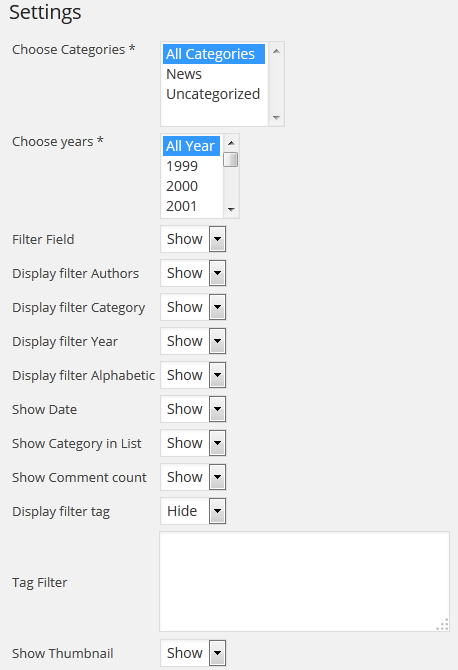 Settings
Choose Categories *
All Categories
News
Uncategorized
Choose years *
All Year
1999
2000
2001
Filter Field Show
Display filter Authors Show
Display filter Category Show
Display filter Year Show
Display filter Alphabetic Show
Show Date Show
Show Category in List Show
Show Comment count Show
Display filter tag Hide
Tag Filter
Show Thumbnail Show